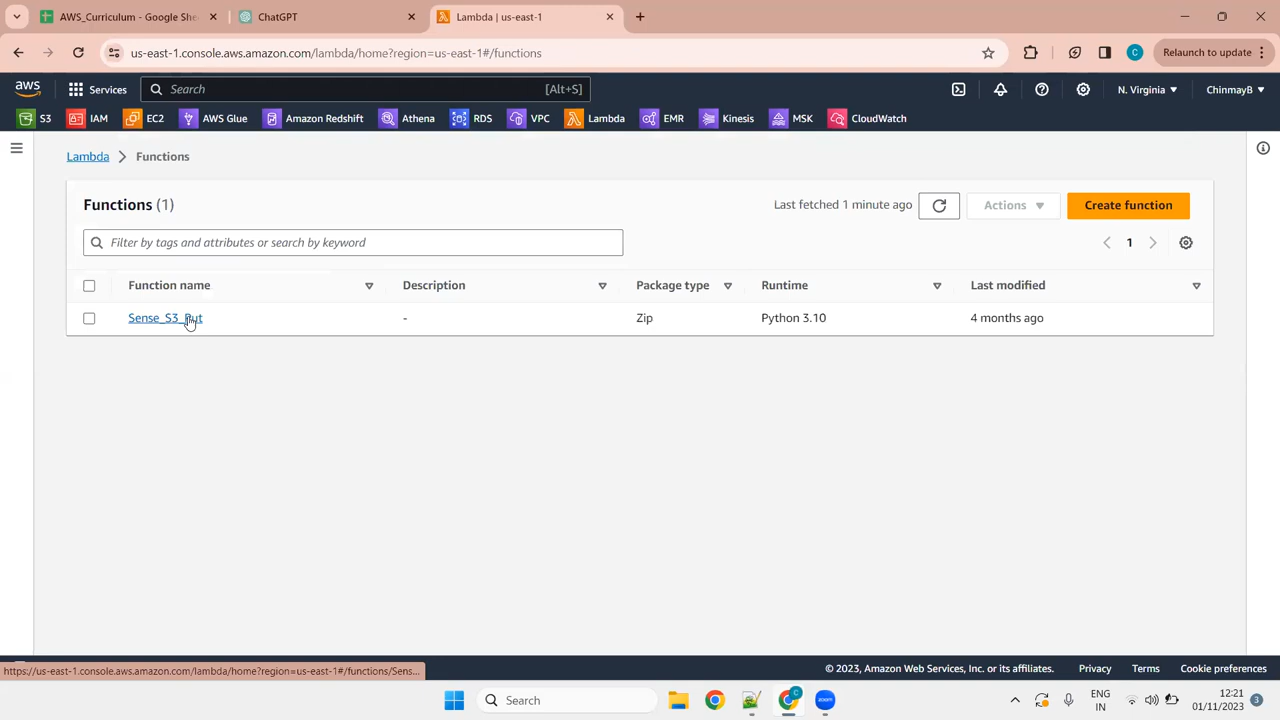 AWS_Curriculum - Google She
ChatGPT
Lambda | us-east-1
us-east-1.console.aws.amazon.com/lambda/home?region=us-east-1#/functions
Relaunch to update
aws
Services
Search
[Alt+S]
N. Virginia
ChinmayB
S3
IAM
EC2
AWS Glue
Amazon Redshift
Athena
RDS
VPC
Lambda
EMR
Kinesis
MSK
CloudWatch
Lambda
Functions
Functions (1)
Last fetched 1 minute ago
Actions
Create function
Filter by tags and attributes or search by keyword
1
Function name
Description
Package type
Runtime
Last modified
Sense_S3_Put
-
Zip
Python 3.10
4 months ago
https://us-east-1.console.aws.amazon.com/lambda/home?region=us-east-1#/functions/Sens...
© 2023, Amazon Web Services, Inc. or its affiliates.
Privacy
Terms
Cookie preferences
Search
ENG
IN
12:21
01/11/2023
3